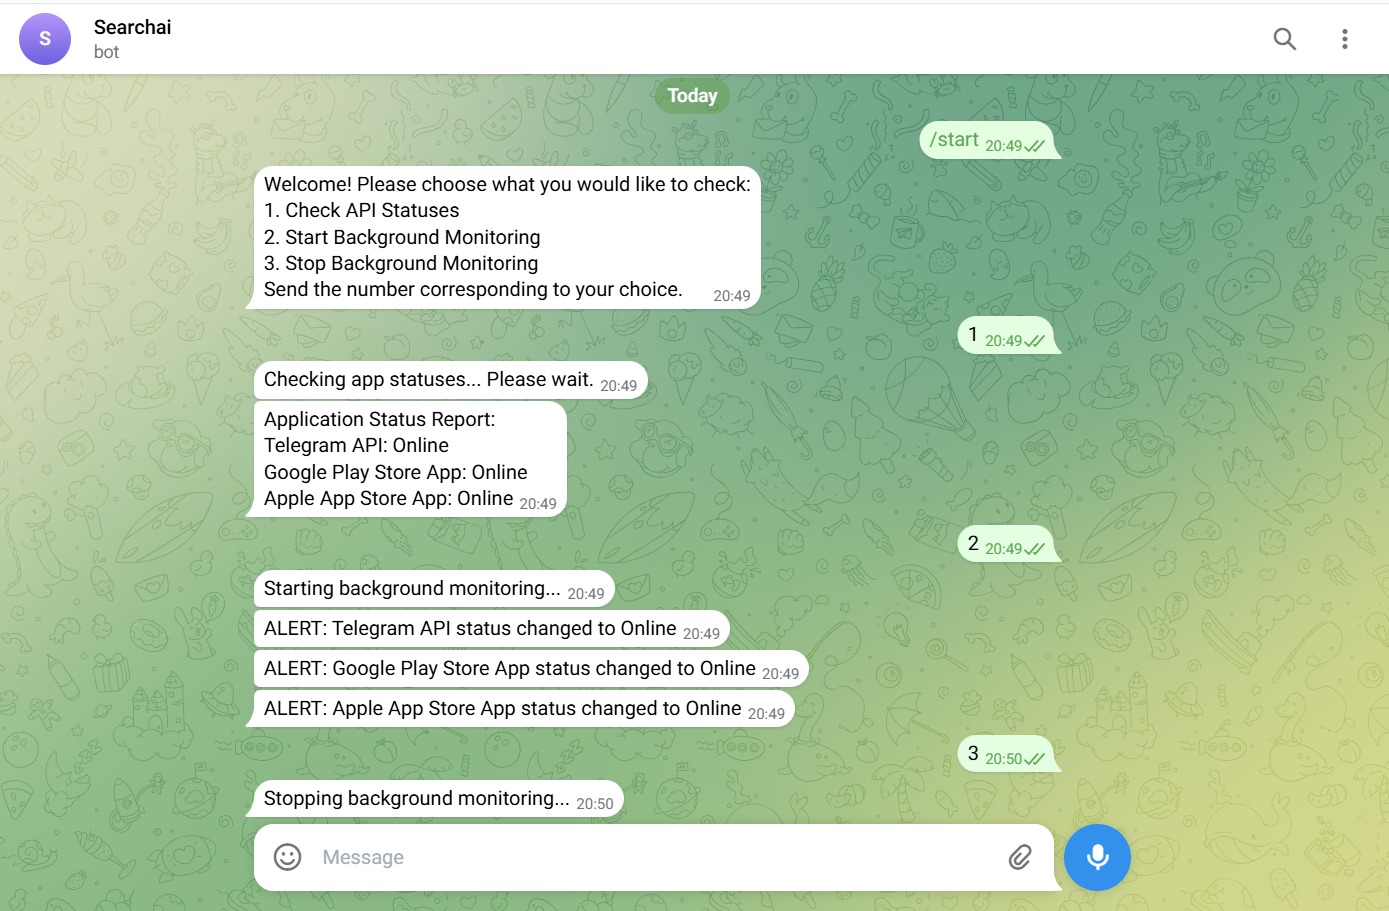 S
Searchai
bot
Today
/start 20:49
Welcome! Please choose what you would like to check:
1. Check API Statuses
2. Start Background Monitoring
3. Stop Background Monitoring
Send the number corresponding to your choice. 20:49
1 20:49
Checking app statuses... Please wait. 20:49
Application Status Report:
Telegram API: Online
Google Play Store App: Online
Apple App Store App: Online 20:49
2 20:49
Starting background monitoring... 20:49
ALERT: Telegram API status changed to Online 20:49
ALERT: Google Play Store App status changed to Online 20:49
ALERT: Apple App Store App status changed to Online 20:49
3 20:50
Stopping background monitoring... 20:50
Message